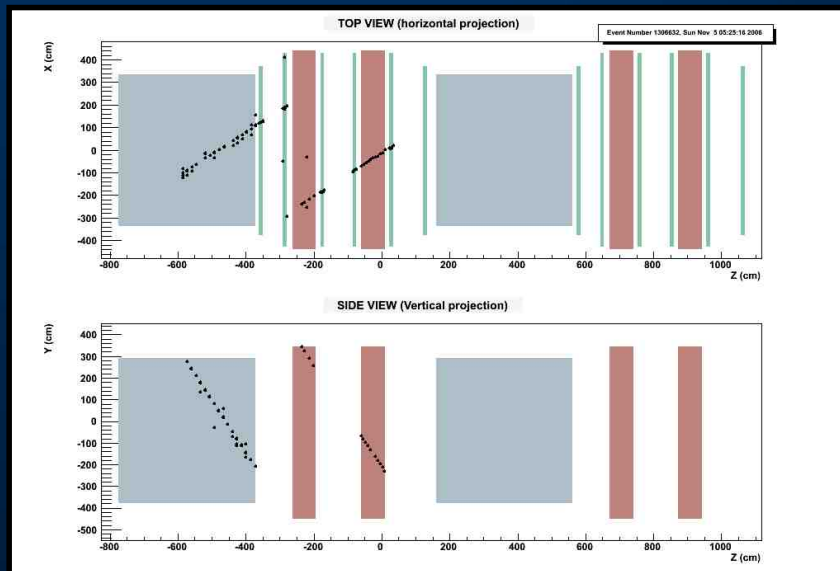 TOP VIEW (horizontal projection)
Event Number 1306632, Sun Nov 5 05:25:16 2006
X (cm)
400
300
200
100
0
-100
-200
-300
-400
-800 -600 -400 -200 0 200 400 600 800 1000
Z (cm)
SIDE VIEW (Vertical projection)
Y (cm)
400
300
200
100
0
-100
-200
-300
-400
-500
-800 -600 -400 -200 0 200 400 600 800 1000
Z (cm)